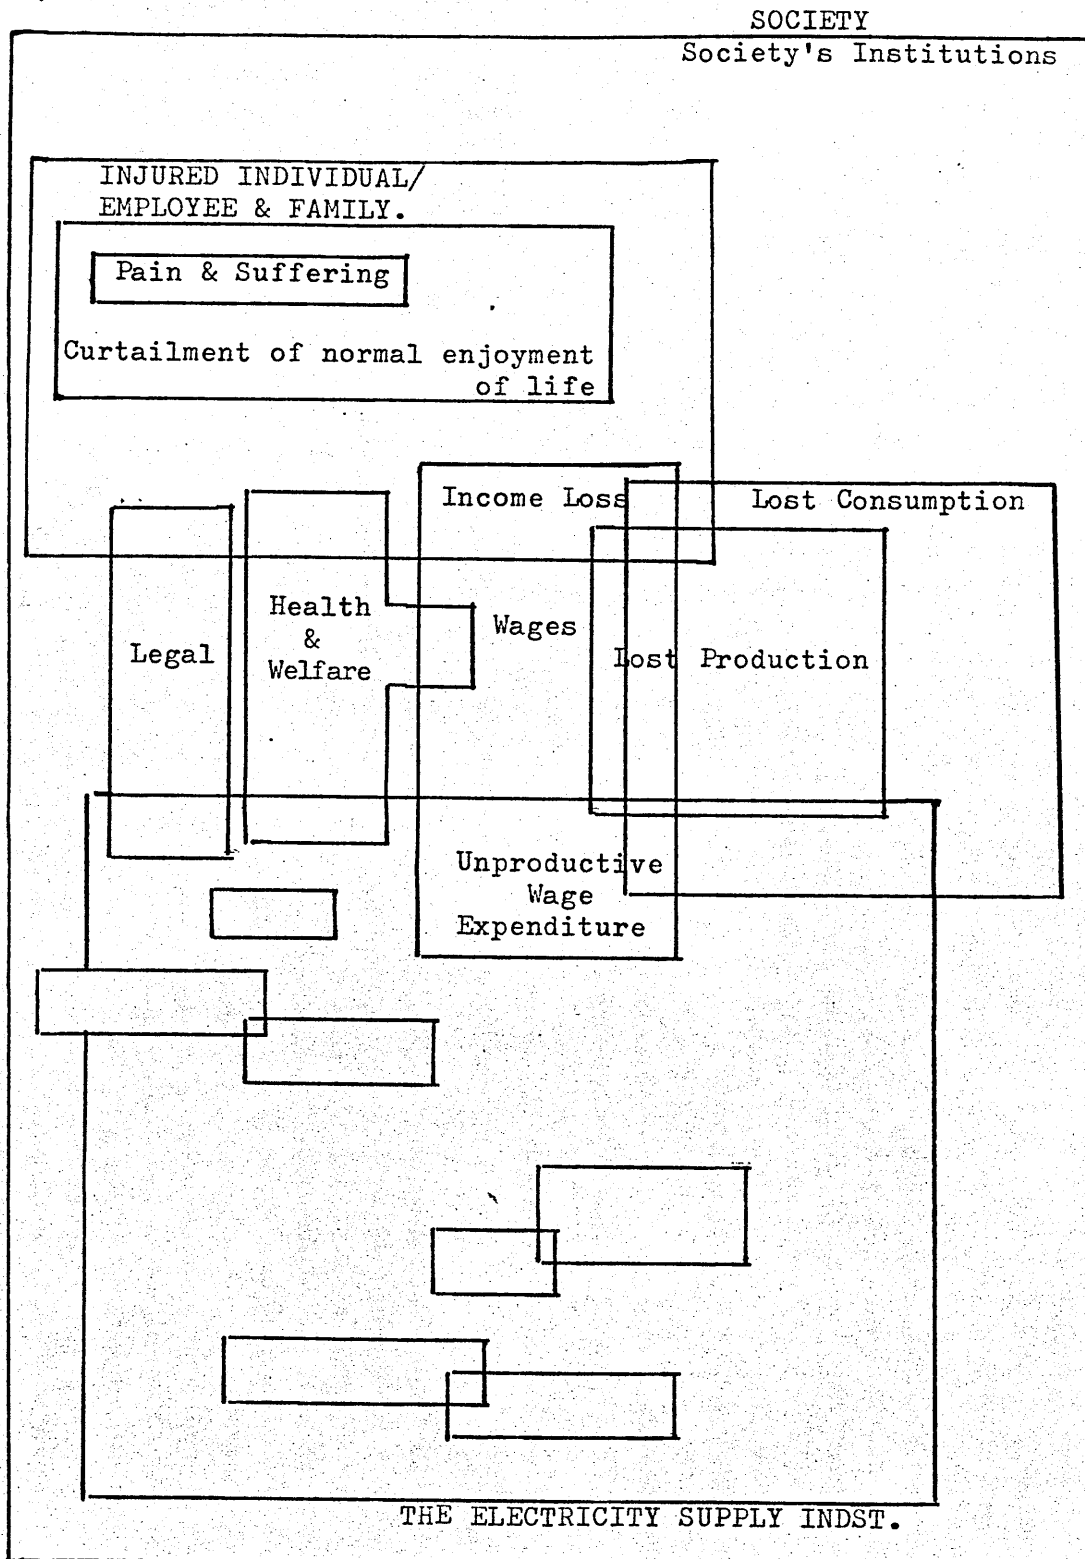 SOCIETY
Society's Institutions
INJURED INDIVIDUAL/
EMPLOYEE & FAMILY.
Pain & Suffering
Curtailment of normal enjoyment
of life
Income Loss
Lost Consumption
Health
&
Welfare
Legal
Wages
Lost Production
Unproductive
Wage
Expenditure
THE ELECTRICITY SUPPLY INDST.